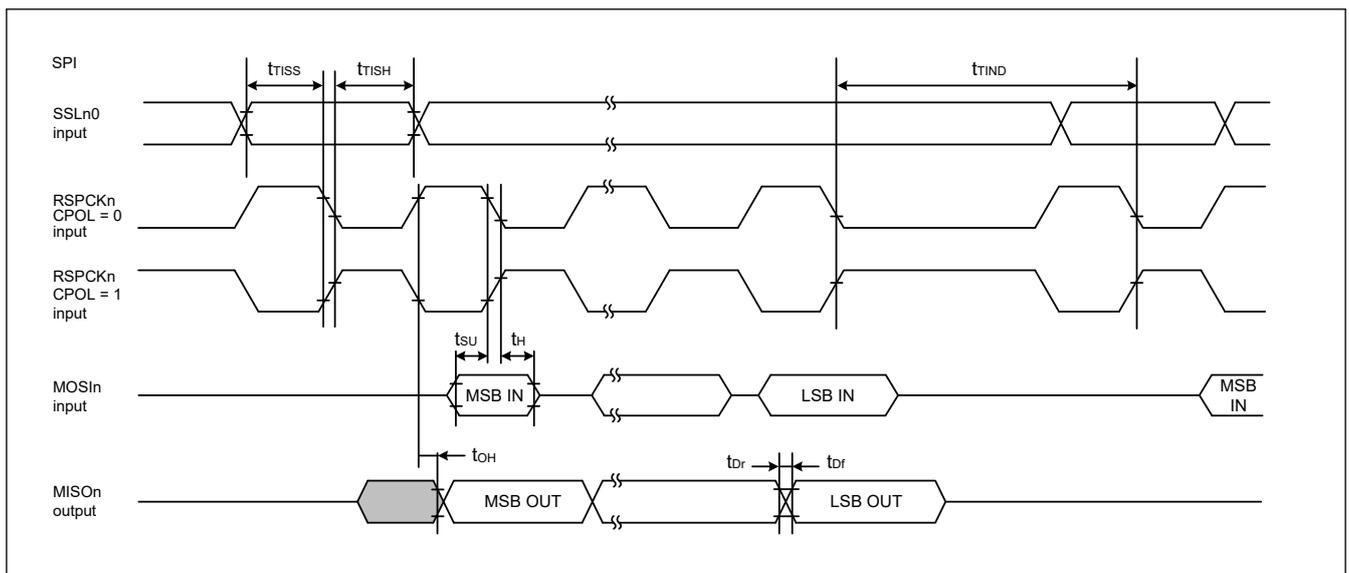 SPI
tTISS
tTISH
tTIND
SSLn0
input
RSPCKn
CPOL = 0
input
RSPCKn
CPOL = 1
input
tSU
tH
MOSIn
input
MSB IN
LSB IN
MSB
IN
tOH
tDr
tDf
MISOn
output
MSB OUT
LSB OUT